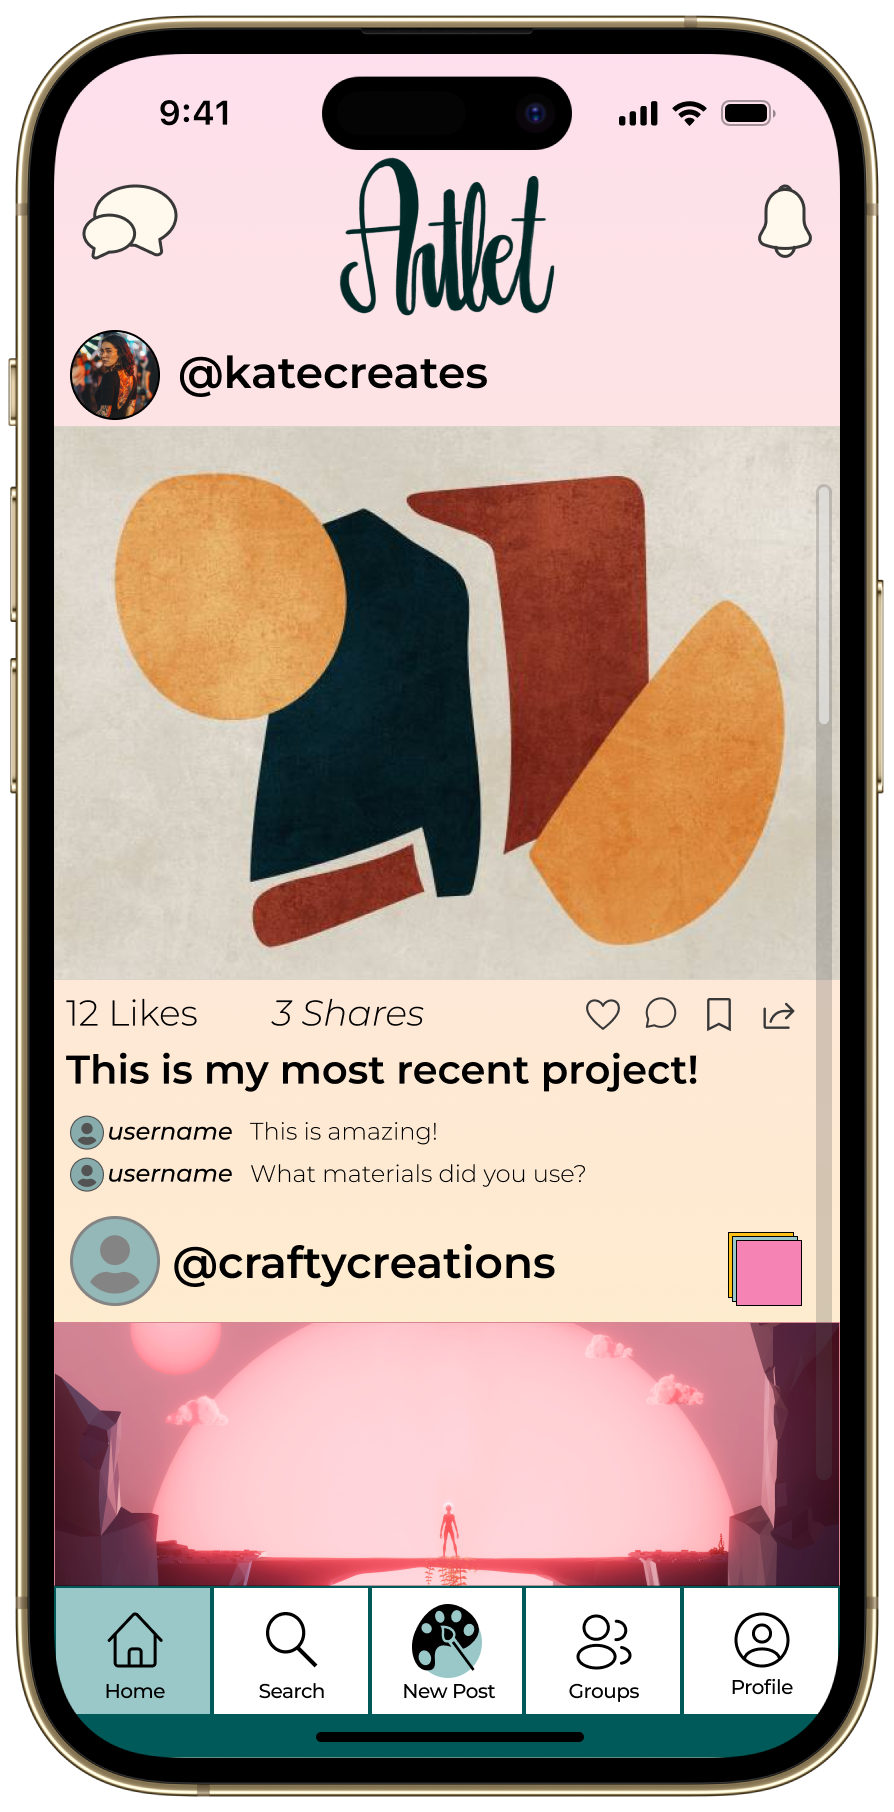 9:41
Artlet
@katecreates
12 Likes 3 Shares
This is my most recent project!
username This is amazing!
username What materials did you use?
@craftycreations
Home Search New Post Groups Profile